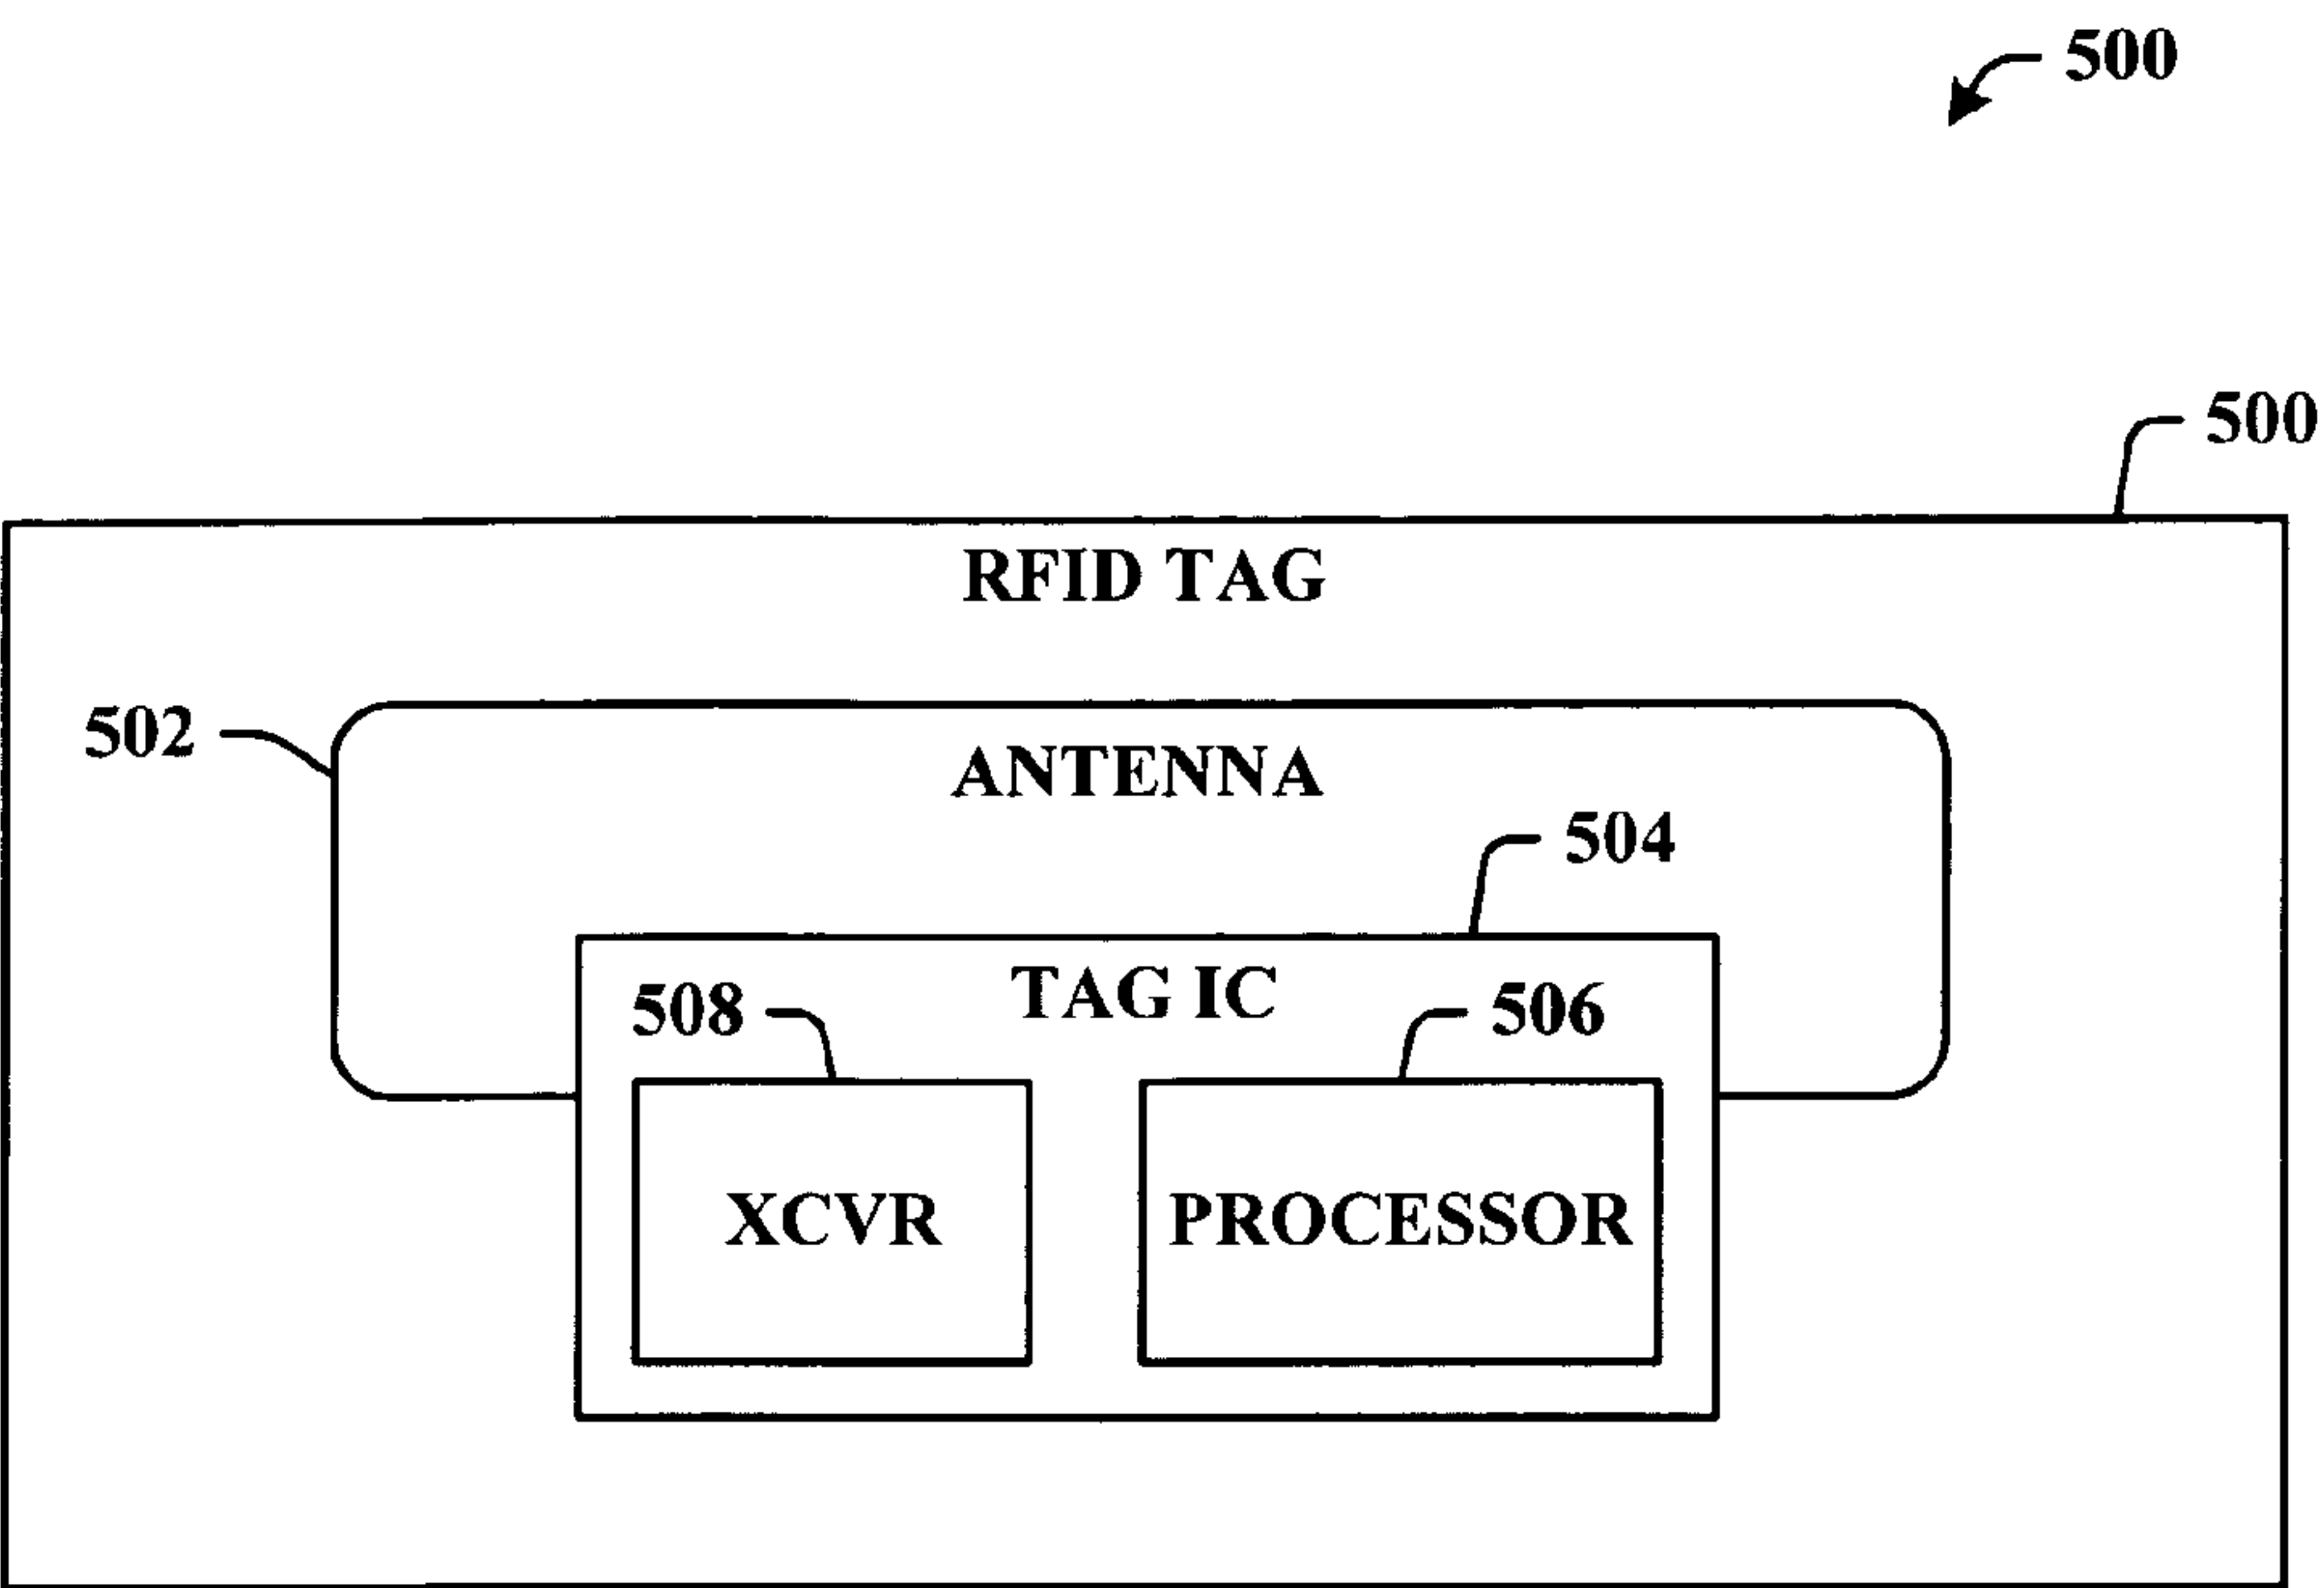 500
500
RFID TAG
502
ANTENNA
504
TAG IC
508
506
XCVR
PROCESSOR